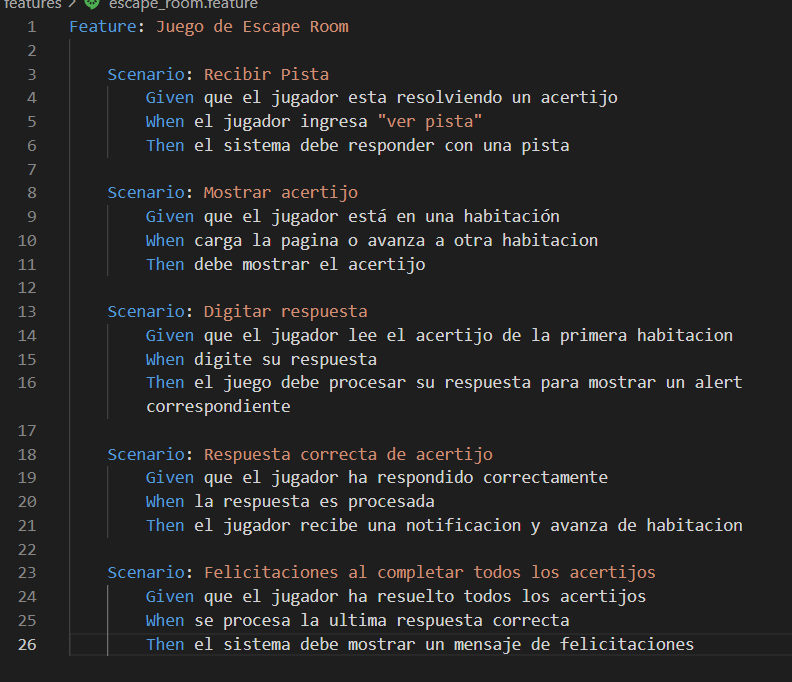 features > escape_room.feature
1 Feature: Juego de Escape Room
2
3 Scenario: Recibir Pista
4 Given que el jugador esta resolviendo un acertijo
5 When el jugador ingresa "ver pista"
6 Then el sistema debe responder con una pista
7
8 Scenario: Mostrar acertijo
9 Given que el jugador está en una habitación
10 When carga la pagina o avanza a otra habitacion
11 Then debe mostrar el acertijo
12
13 Scenario: Digitar respuesta
14 Given que el jugador lee el acertijo de la primera habitacion
15 When digite su respuesta
16 Then el juego debe procesar su respuesta para mostrar un alert
correspondiente
17
18 Scenario: Respuesta correcta de acertijo
19 Given que el jugador ha respondido correctamente
20 When la respuesta es procesada
21 Then el jugador recibe una notificacion y avanza de habitacion
22
23 Scenario: Felicitaciones al completar todos los acertijos
24 Given que el jugador ha resuelto todos los acertijos
25 When se procesa la ultima respuesta correcta
26 Then el sistema debe mostrar un mensaje de felicitaciones